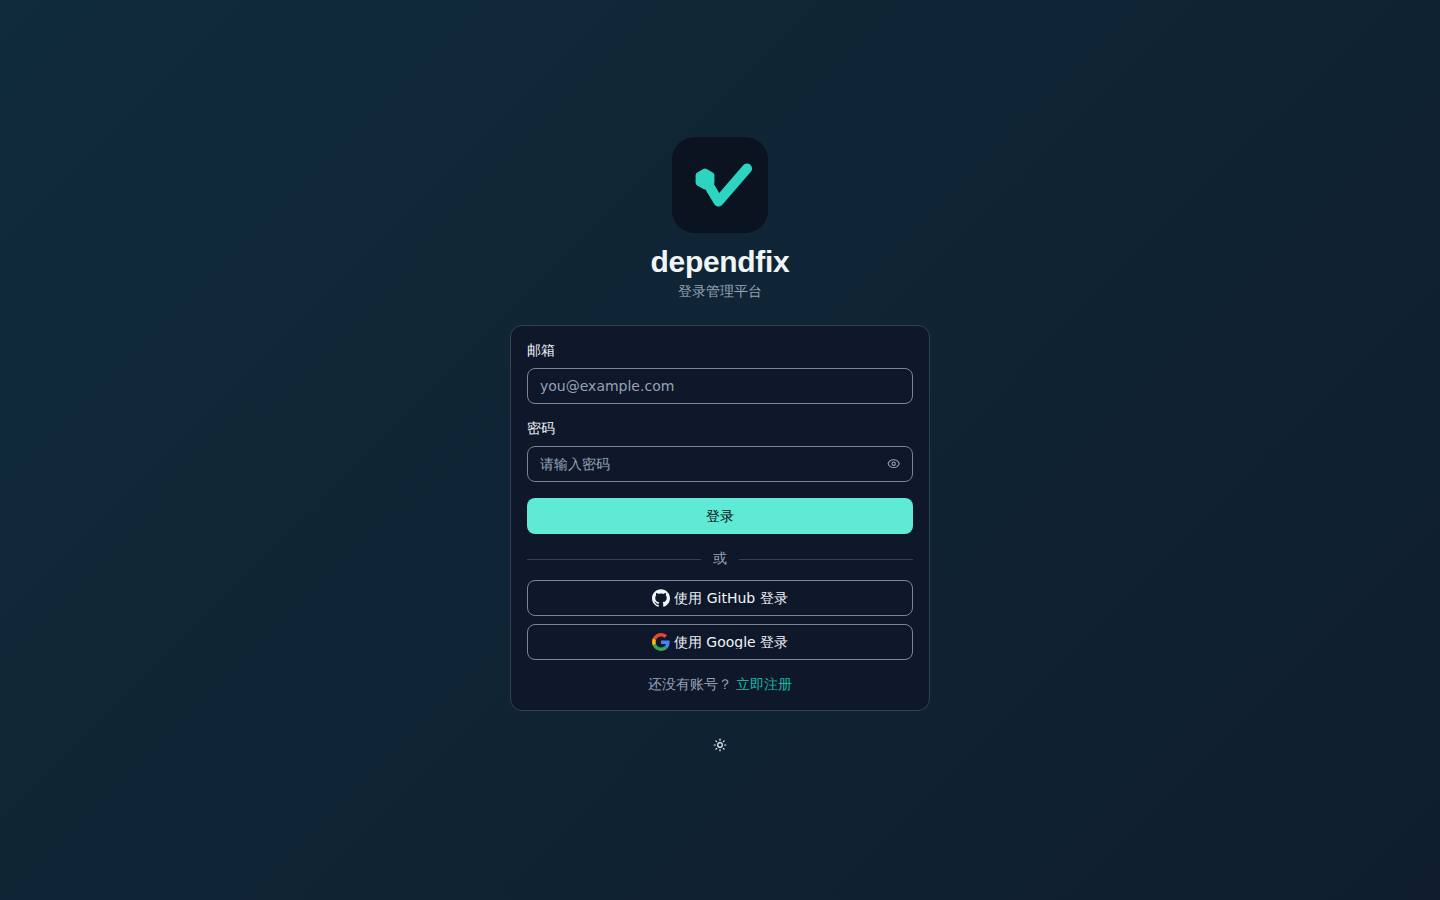 dependfix
登录管理平台
邮箱
you@example.com
密码
请输入密码
登录
或
使用 GitHub 登录
使用 Google 登录
还没有账号？ 立即注册